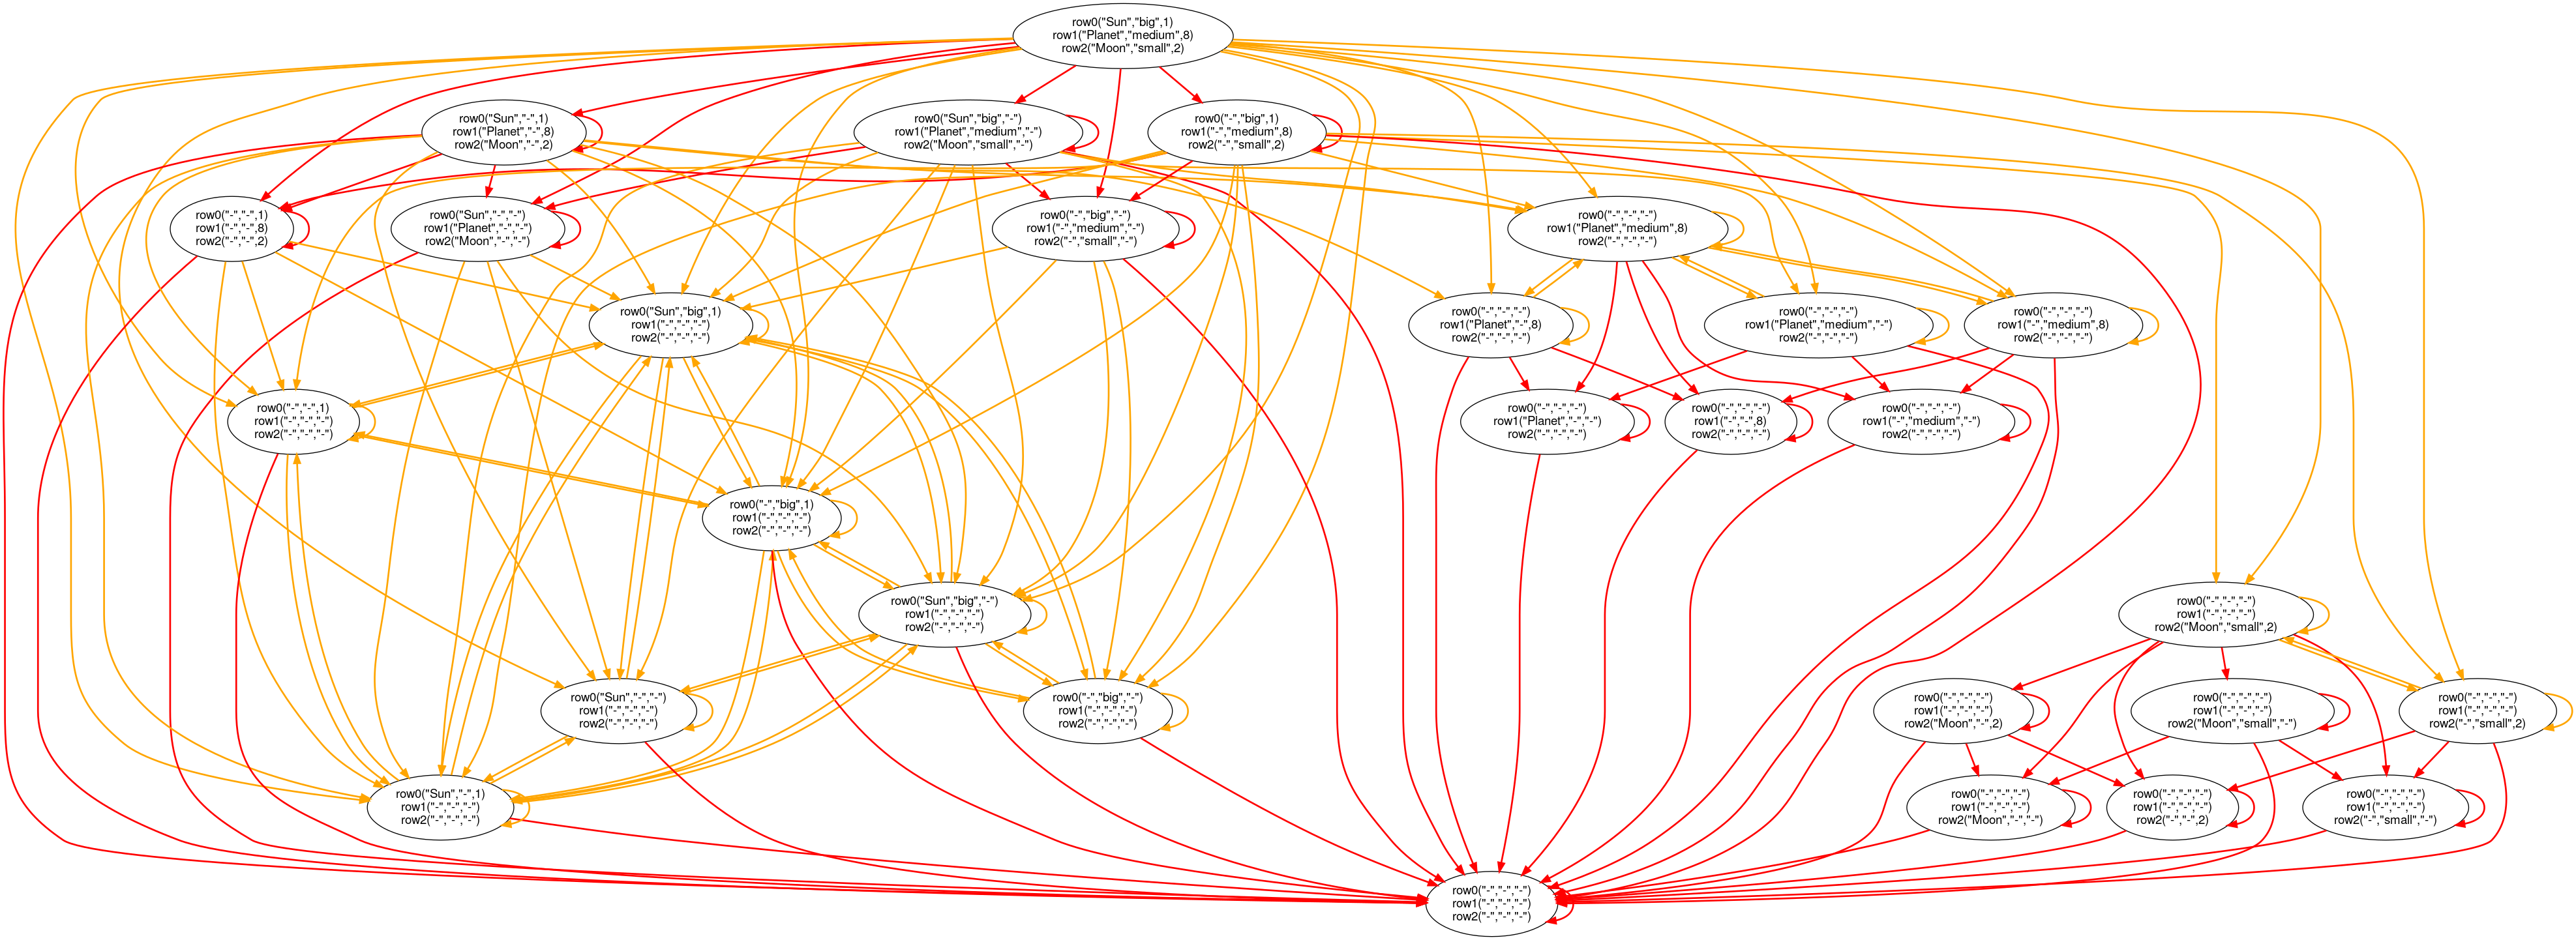 row0("Sun","big",1)
row1("Planet","medium",8)
row2("Moon","small",2)
row0("Sun","-",1)
row1("Planet","-",8)
row2("Moon","-",2)
row0("Sun","big","-")
row1("Planet","medium","-")
row2("Moon","small","-")
row0("-","big",1)
row1("-","medium",8)
row2("-","small",2)
row0("-","-",1)
row1("-","-",8)
row2("-","-",2)
row0("Sun","-","-")
row1("Planet","-","-")
row2("Moon","-","-")
row0("-","big","-")
row1("-","medium","-")
row2("-","small","-")
row0("-","-","-")
row1("Planet","medium",8)
row2("-","-","-")
row0("Sun","big",1)
row1("-","-","-")
row2("-","-","-")
row0("-","-","-")
row1("Planet","-",8)
row2("-","-","-")
row0("-","-","-")
row1("Planet","medium","-")
row2("-","-","-")
row0("-","-","-")
row1("-","medium",8)
row2("-","-","-")
row0("-","-",1)
row1("-","-","-")
row2("-","-","-")
row0("-","-","-")
row1("Planet","-","-")
row2("-","-","-")
row0("-","-","-")
row1("-","-",8)
row2("-","-","-")
row0("-","-","-")
row1("-","medium","-")
row2("-","-","-")
row0("-","big",1)
row1("-","-","-")
row2("-","-","-")
row0("Sun","big","-")
row1("-","-","-")
row2("-","-","-")
row0("-","-","-")
row1("-","-","-")
row2("Moon","small",2)
row0("Sun","-","-")
row1("-","-","-")
row2("-","-","-")
row0("-","big","-")
row1("-","-","-")
row2("-","-","-")
row0("-","-","-")
row1("-","-","-")
row2("Moon","-",2)
row0("-","-","-")
row1("-","-","-")
row2("Moon","small","-")
row0("-","-","-")
row1("-","-","-")
row2("-","small",2)
row0("Sun","-",1)
row1("-","-","-")
row2("-","-","-")
row0("-","-","-")
row1("-","-","-")
row2("Moon","-","-")
row0("-","-","-")
row1("-","-","-")
row2("-","-",2)
row0("-","-","-")
row1("-","-","-")
row2("-","small","-")
row0("-","-","-")
row1("-","-","-")
row2("-","-","-")